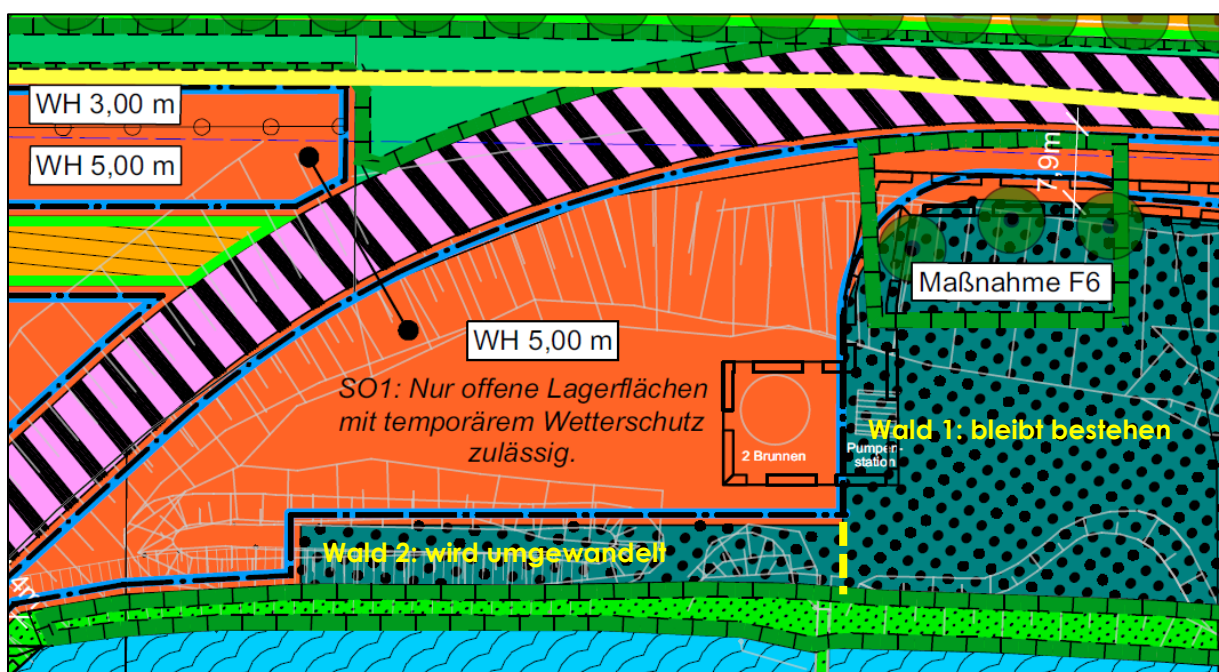 WH 3,00 m
WH 5,00 m
7,9m
Maßnahme F6
WH 5,00 m
SO1: Nur offene Lagerflächen
mit temporärem Wetterschutz
zulässig.
Wald 1: bleibt bestehen
2 Brunnen
Pumpen-
station
Wald 2: wird umgewandelt